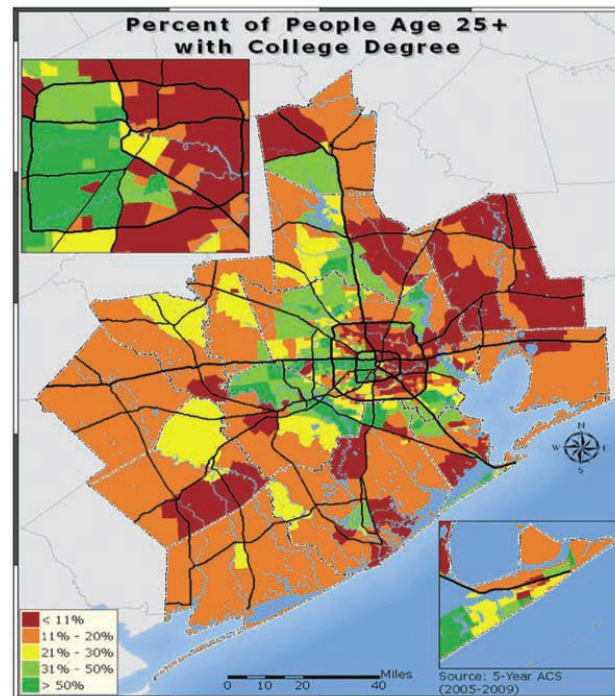 Percent of People Age 25+
with College Degree
N
W E
S
< 11%
11% - 20%
21% - 30%
31% - 50%
> 50%
Miles
0 10 20 40
Source: 5-Year ACS
(2005-2009)